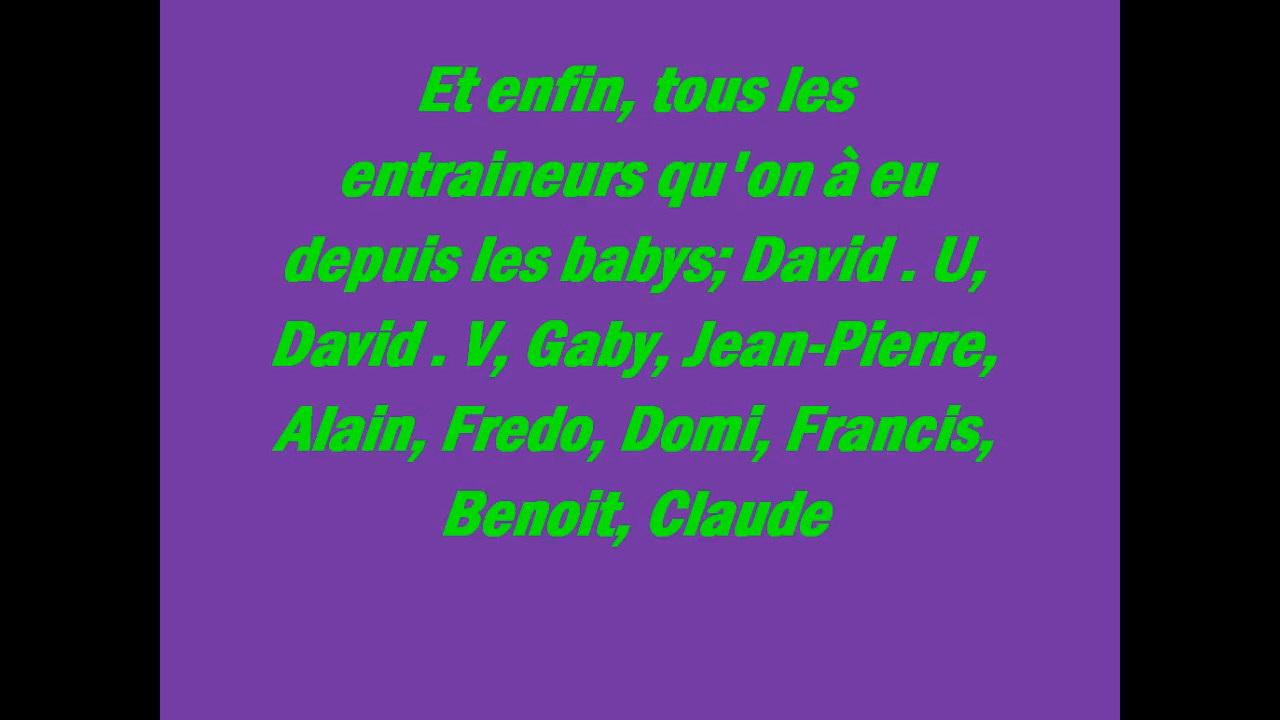 Et enfin, tous les
entraineurs qu'on à eu
depuis les babys; David . U,
David . V, Gaby, Jean-Pierre,
Alain, Fredo, Domi, Francis,
Benoit, Claude